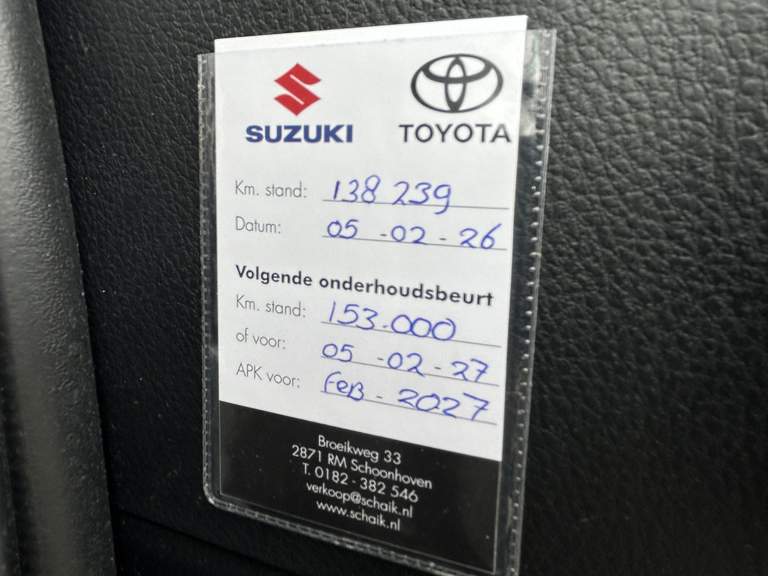 SUZUKI TOYOTA
Km. stand: 138 239
Datum: 05 - 02 - 26
Volgende onderhoudsbeurt
Km. stand: 153.000
of voor: 05 - 02 - 27
APK voor: Feb - 2027
Broeikweg 33
2871 RM Schoonhoven
T. 0182 - 382 546
verkoop@schaik.nl
www.schaik.nl